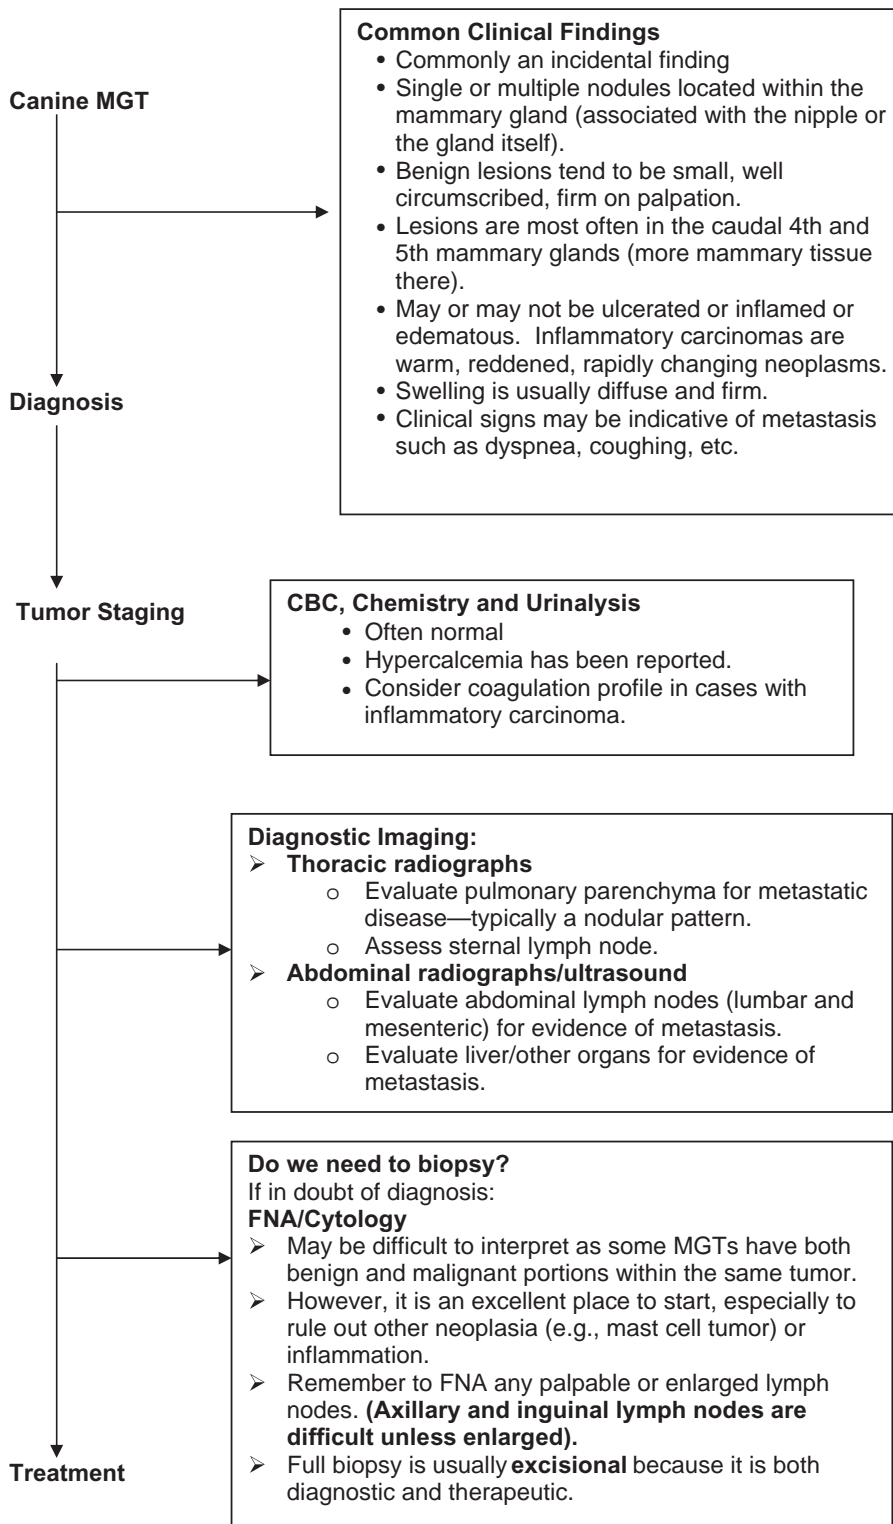 Canine MGT
Common Clinical Findings
• Commonly an incidental finding
• Single or multiple nodules located within the
mammary gland (associated with the nipple or
the gland itself).
• Benign lesions tend to be small, well
circumscribed, firm on palpation.
• Lesions are most often in the caudal 4th and
5th mammary glands (more mammary tissue
there).
• May or may not be ulcerated or inflamed or
edematous. Inflammatory carcinomas are
warm, reddened, rapidly changing neoplasms.
• Swelling is usually diffuse and firm.
• Clinical signs may be indicative of metastasis
such as dyspnea, coughing, etc.
Diagnosis
Tumor Staging
CBC, Chemistry and Urinalysis
• Often normal
• Hypercalcemia has been reported.
• Consider coagulation profile in cases with
inflammatory carcinoma.
Diagnostic Imaging:
➢ Thoracic radiographs
o Evaluate pulmonary parenchyma for metastatic
disease—typically a nodular pattern.
o Assess sternal lymph node.
➢ Abdominal radiographs/ultrasound
o Evaluate abdominal lymph nodes (lumbar and
mesenteric) for evidence of metastasis.
o Evaluate liver/other organs for evidence of
metastasis.
Do we need to biopsy?
If in doubt of diagnosis:
FNA/Cytology
➢ May be difficult to interpret as some MGTs have both
benign and malignant portions within the same tumor.
➢ However, it is an excellent place to start, especially to
rule out other neoplasia (e.g., mast cell tumor) or
inflammation.
➢ Remember to FNA any palpable or enlarged lymph
nodes. (Axillary and inguinal lymph nodes are
difficult unless enlarged).
➢ Full biopsy is usually excisional because it is both
diagnostic and therapeutic.
Treatment